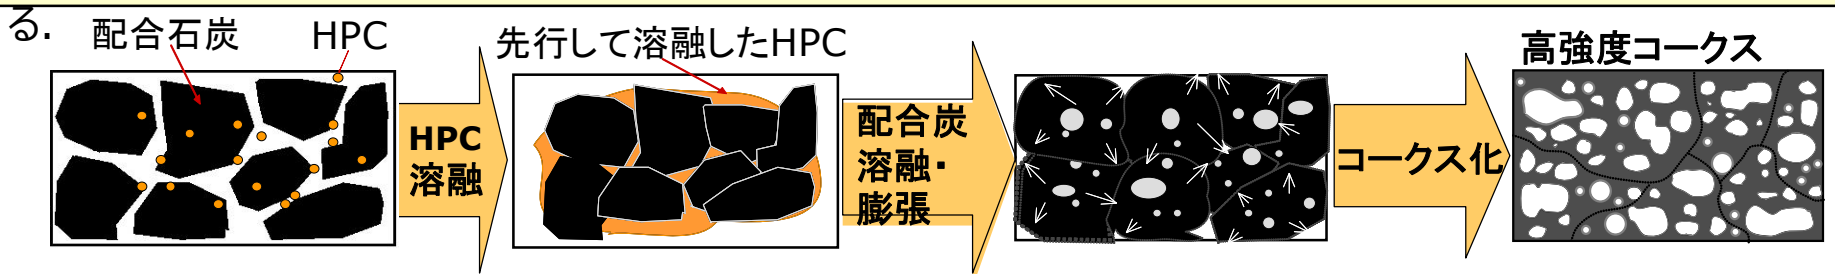 る.
配合石炭
HPC
HPC
溶融
先行して溶融したHPC
配合炭
溶融・
膨張
コークス化
高強度コークス